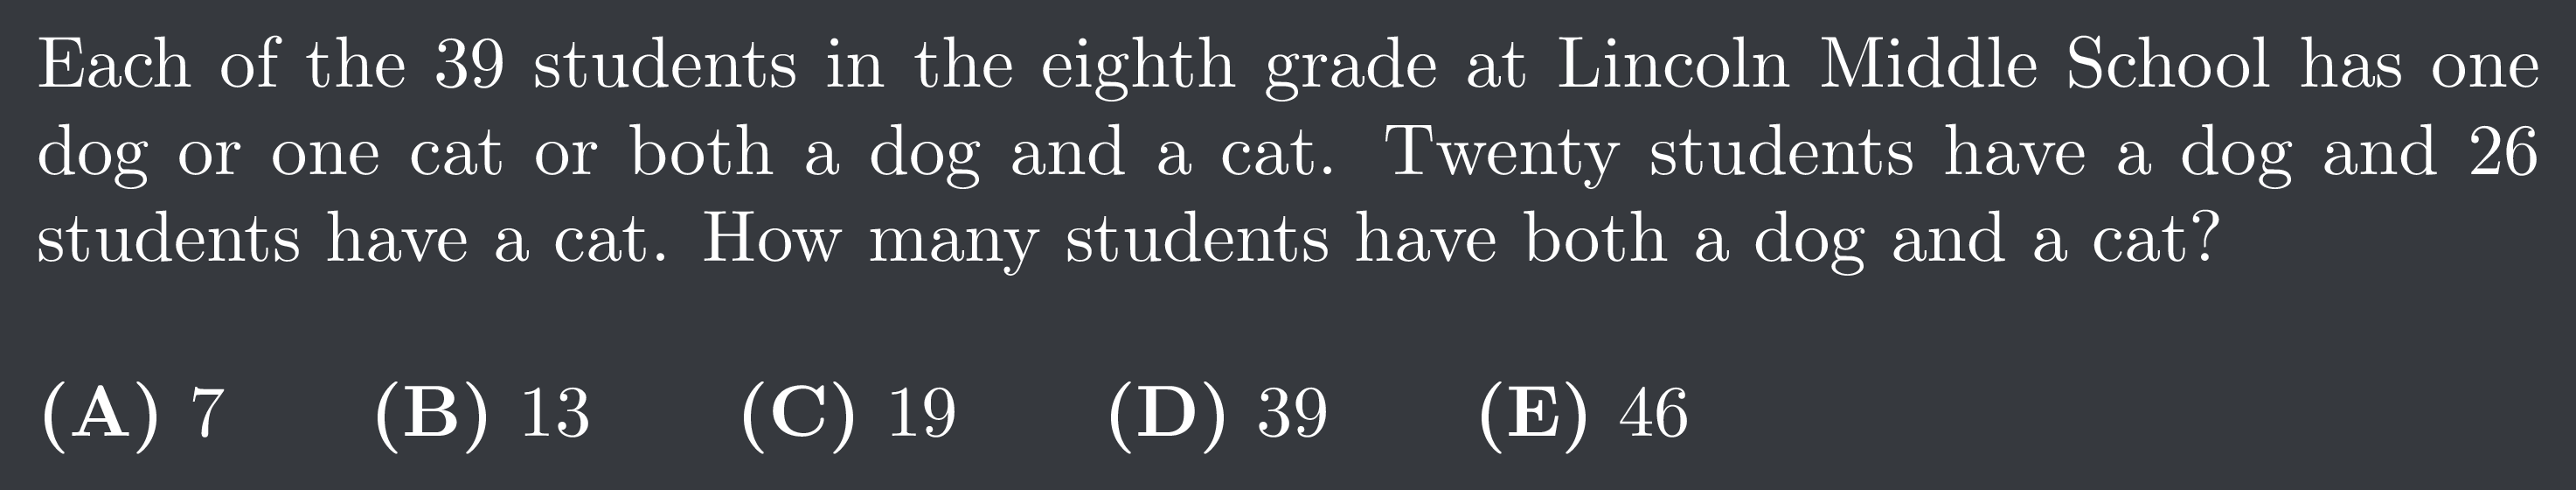 Each of the 39 students in the eighth grade at Lincoln Middle School has one
dog or one cat or both a dog and a cat. Twenty students have a dog and 26
students have a cat. How many students have both a dog and a cat?
(A) 7 (B) 13 (C) 19 (D) 39 (E) 46